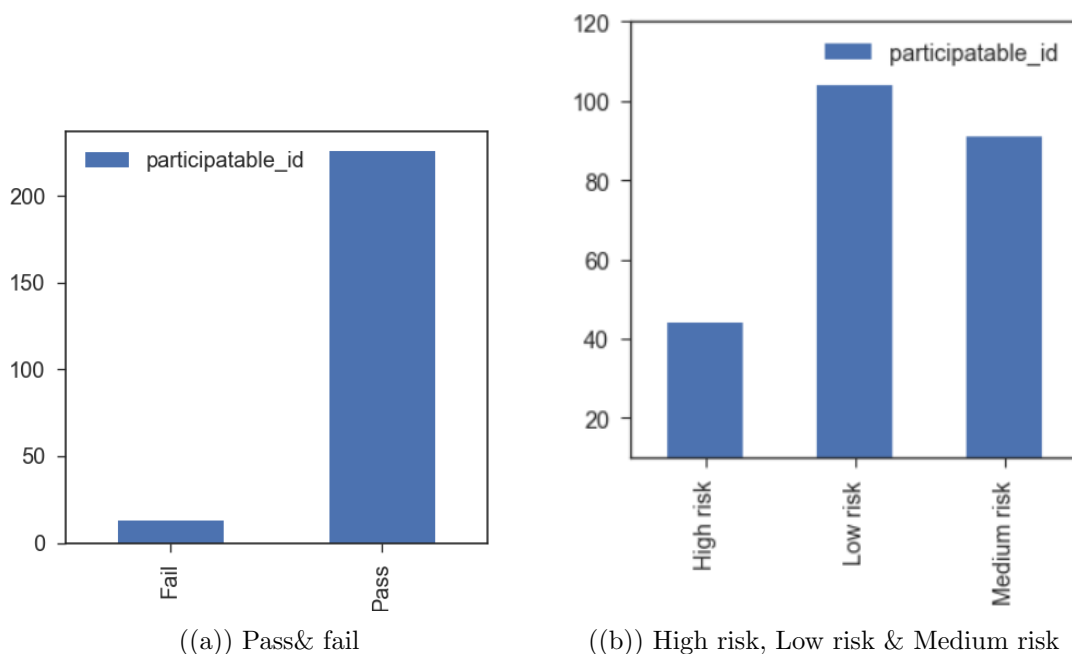 participatable_id
200
150
100
50
0
Fail
Pass
((a)) Pass& fail
120
participatable_id
100
80
60
40
20
High risk
Low risk
Medium risk
((b)) High risk, Low risk & Medium risk